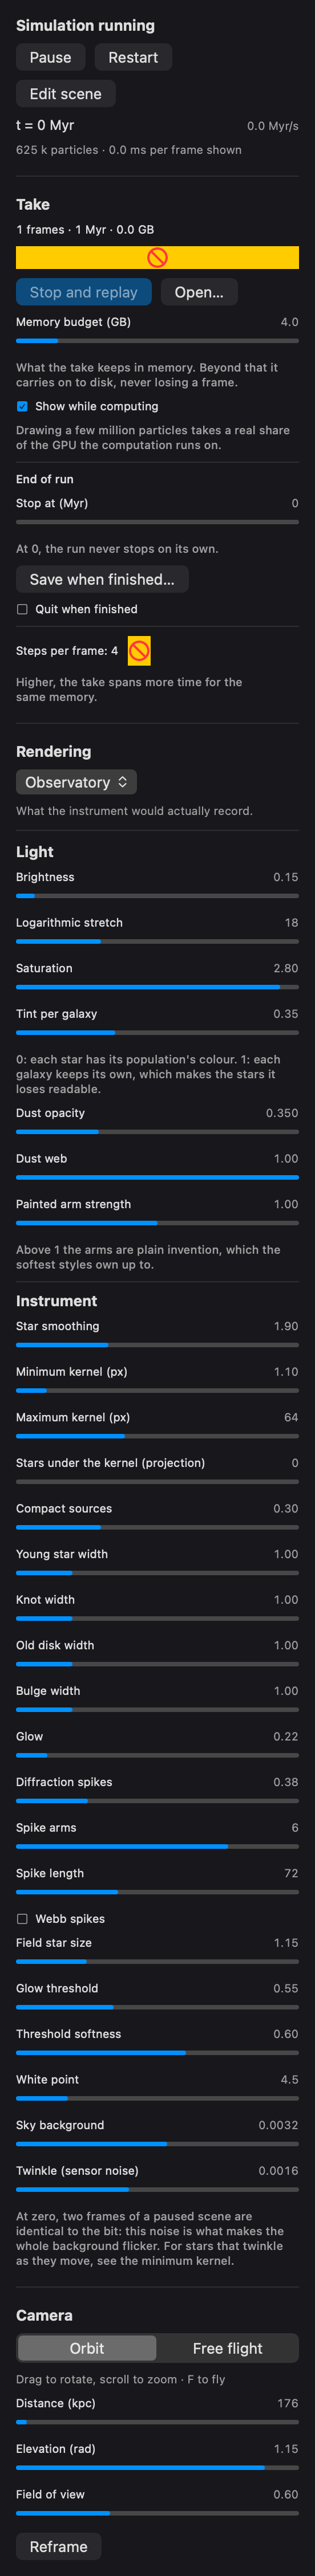 Simulation running
Pause
Restart
Edit scene
t = 0 Myr
0.0 Myr/s
625 k particles · 0.0 ms per frame shown
Take
1 frames · 1 Myr · 0.0 GB
Stop and replay
Open...
Memory budget (GB)
4.0
What the take keeps in memory. Beyond that it
carries on to disk, never losing a frame.
Show while computing
Drawing a few million particles takes a real share
of the GPU the computation runs on.
End of run
Stop at (Myr)
0
At 0, the run never stops on its own.
Save when finished...
Quit when finished
Steps per frame: 4
Higher, the take spans more time for the
same memory.
Rendering
Observatory
What the instrument would actually record.
Light
Brightness
0.15
Logarithmic stretch
18
Saturation
2.80
Tint per galaxy
0.35
0: each star has its population's colour. 1: each
galaxy keeps its own, which makes the stars it
loses readable.
Dust opacity
0.350
Dust web
1.00
Painted arm strength
1.00
Above 1 the arms are plain invention, which the
softest styles own up to.
Instrument
Star smoothing
1.90
Minimum kernel (px)
1.10
Maximum kernel (px)
64
Stars under the kernel (projection)
0
Compact sources
0.30
Young star width
1.00
Knot width
1.00
Old disk width
1.00
Bulge width
1.00
Glow
0.22
Diffraction spikes
0.38
Spike arms
6
Spike length
72
Webb spikes
Field star size
1.15
Glow threshold
0.55
Threshold softness
0.60
White point
4.5
Sky background
0.0032
Twinkle (sensor noise)
0.0016
At zero, two frames of a paused scene are
identical to the bit: this noise is what makes the
whole background flicker. For stars that twinkle
as they move, see the minimum kernel.
Camera
Orbit
Free flight
Drag to rotate, scroll to zoom · F to fly
Distance (kpc)
176
Elevation (rad)
1.15
Field of view
0.60
Reframe